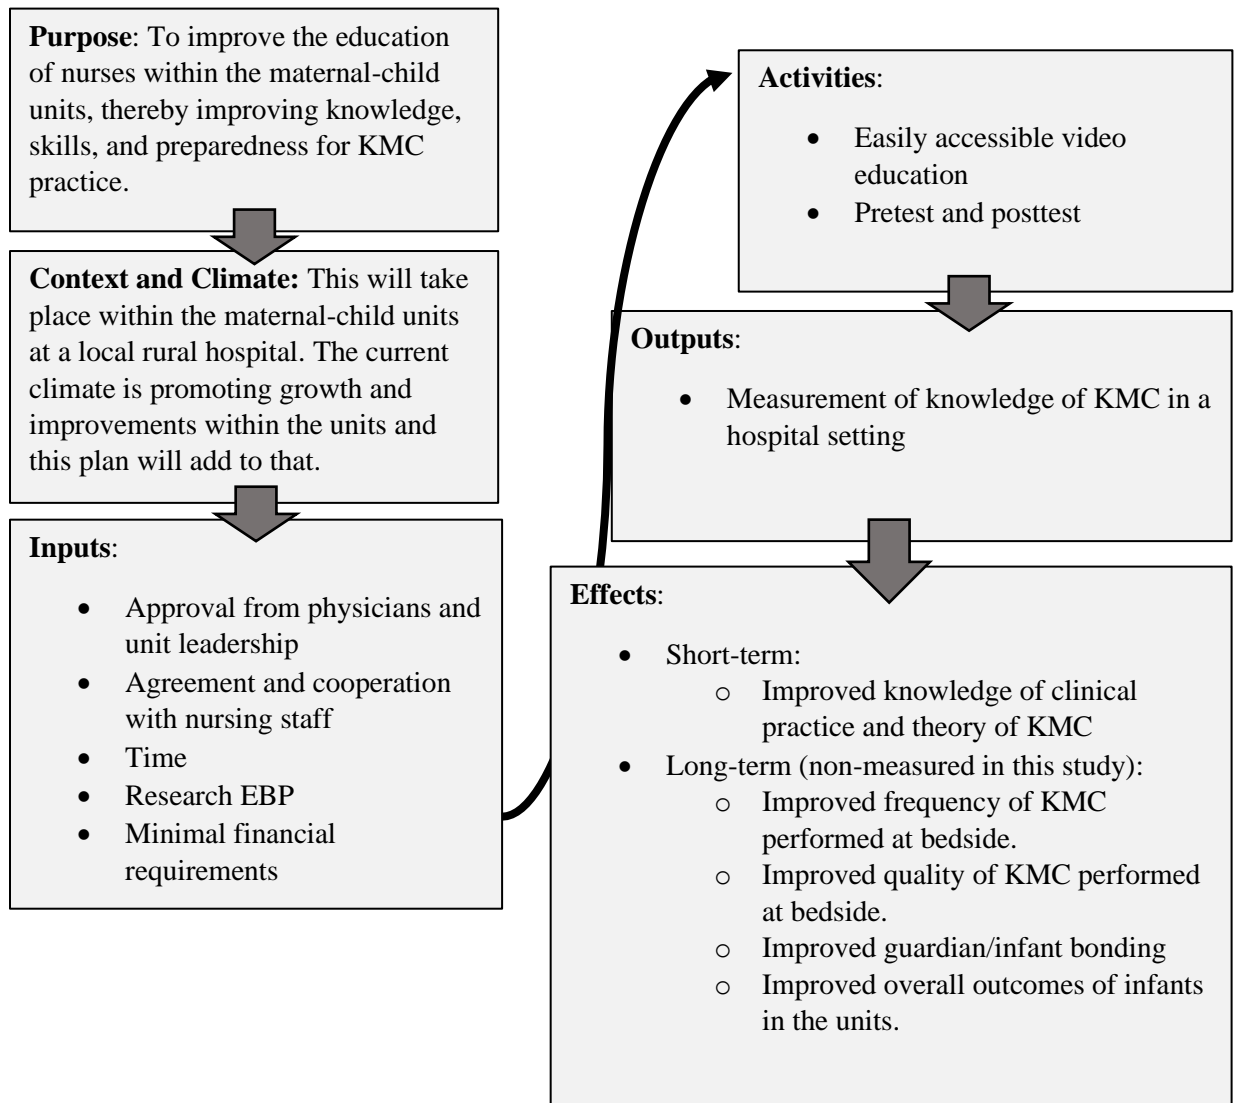 Purpose: To improve the education
of nurses within the maternal-child
units, thereby improving knowledge,
skills, and preparedness for KMC
practice.
Context and Climate: This will take
place within the maternal-child units
at a local rural hospital. The current
climate is promoting growth and
improvements within the units and
this plan will add to that.
Inputs:
• Approval from physicians and
unit leadership
• Agreement and cooperation
with nursing staff
• Time
• Research EBP
• Minimal financial
requirements
Activities:
• Easily accessible video
education
• Pretest and posttest
Outputs:
• Measurement of knowledge of KMC in a
hospital setting
Effects:
• Short-term:
o Improved knowledge of clinical
practice and theory of KMC
• Long-term (non-measured in this study):
o Improved frequency of KMC
performed at bedside.
o Improved quality of KMC performed
at bedside.
o Improved guardian/infant bonding
o Improved overall outcomes of infants
in the units.